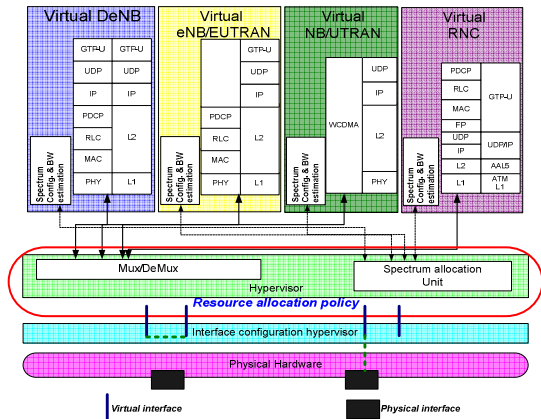 Virtual DeNB
Virtual
eNB/EUTRAN
Virtual
NB/UTRAN
Virtual
RNC
Spectrum
Config. & BW
estimation
GTP-U
GTP-U
UDP
UDP
IP
IP
PDCP
RLC
MAC
L2
PHY
L1
Spectrum
Config. & BW
estimation
GTP-U
UDP
IP
PDCP
RLC
MAC
L2
PHY
L1
Spectrum
Config. & BW
estimation
WCDMA
UDP
IP
L2
PHY
Spectrum
Config. & BW
estimation
PDCP
RLC
MAC
FP
UDP
IP
L2
L1
GTP-U
UDP/IP
AAL5
ATM
L1
Mux/DeMux
Spectrum allocation
Unit
Hypervisor
Resource allocation policy
Interface configuration hypervisor
Physical Hardware
Virtual interface
Physical interface